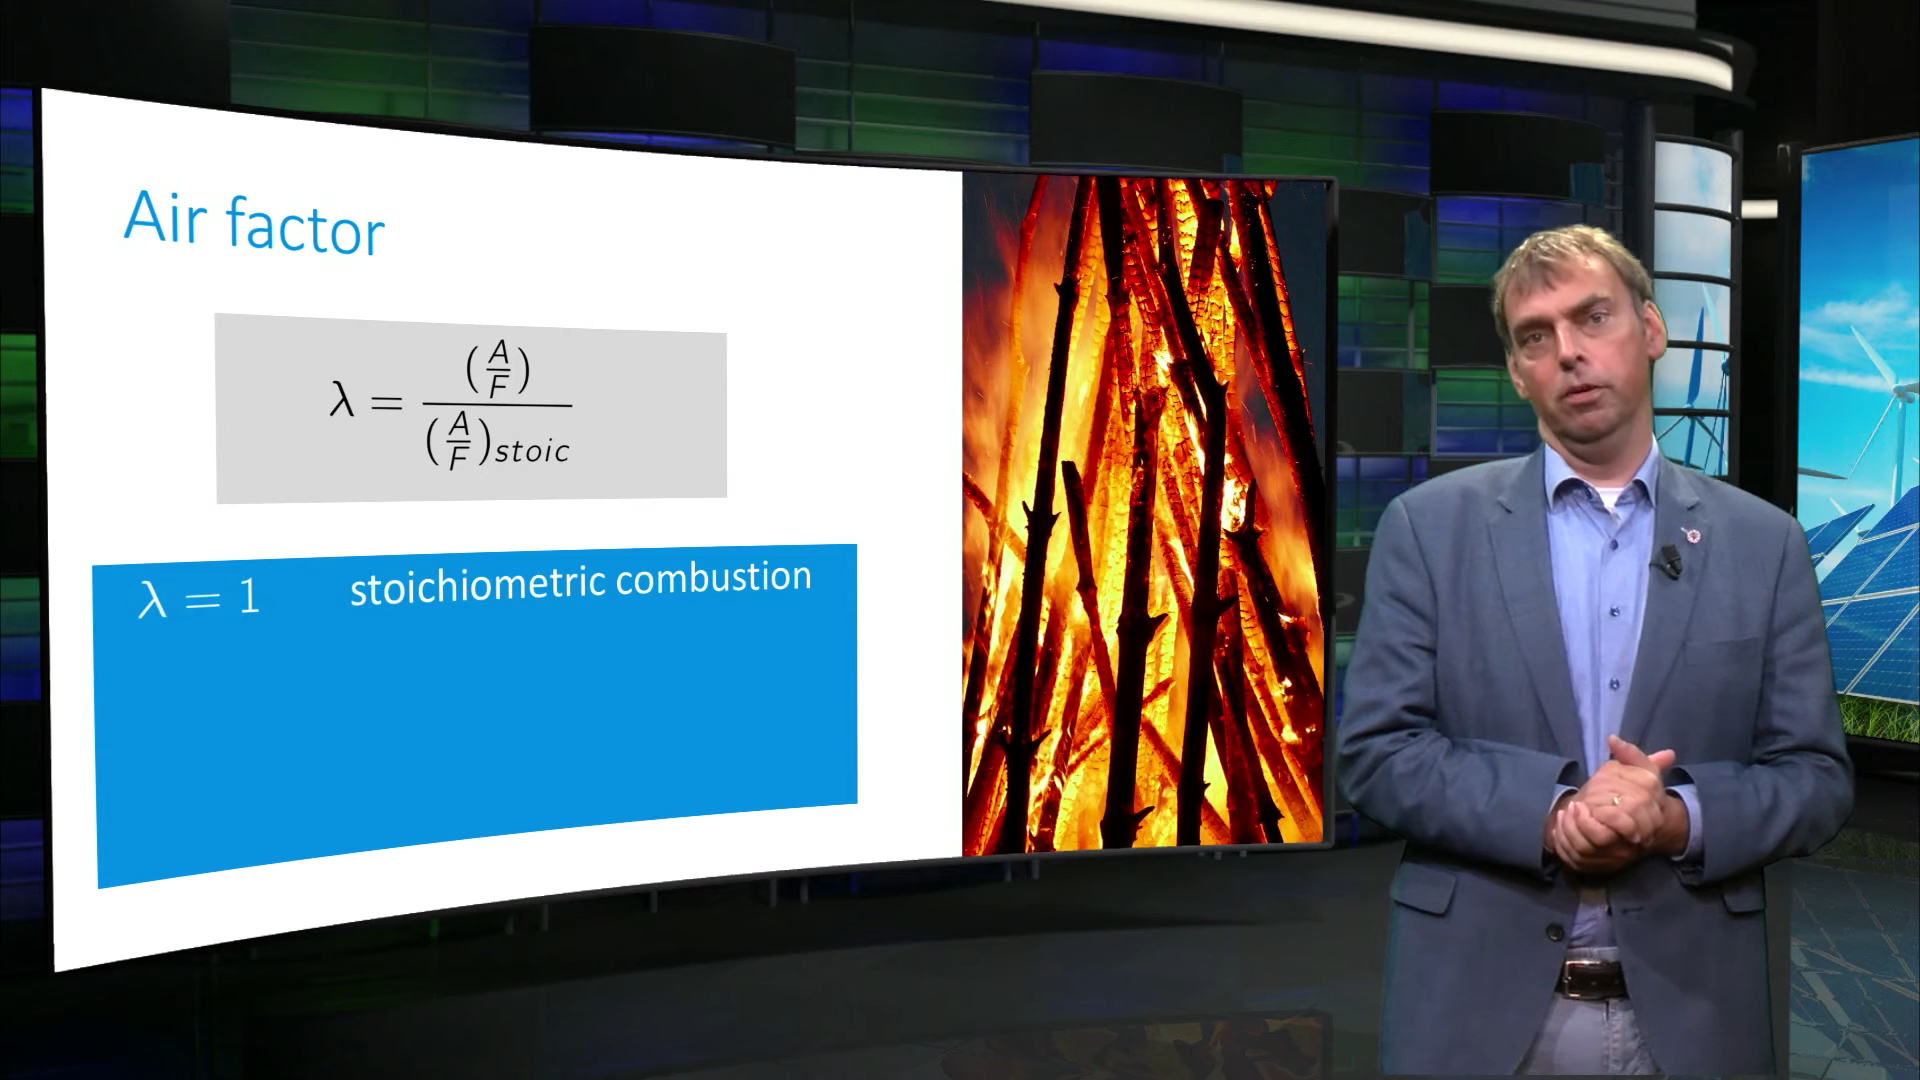 Air factor
λ = (A/F) / (A/F)stoic
λ = 1 stoichiometric combustion